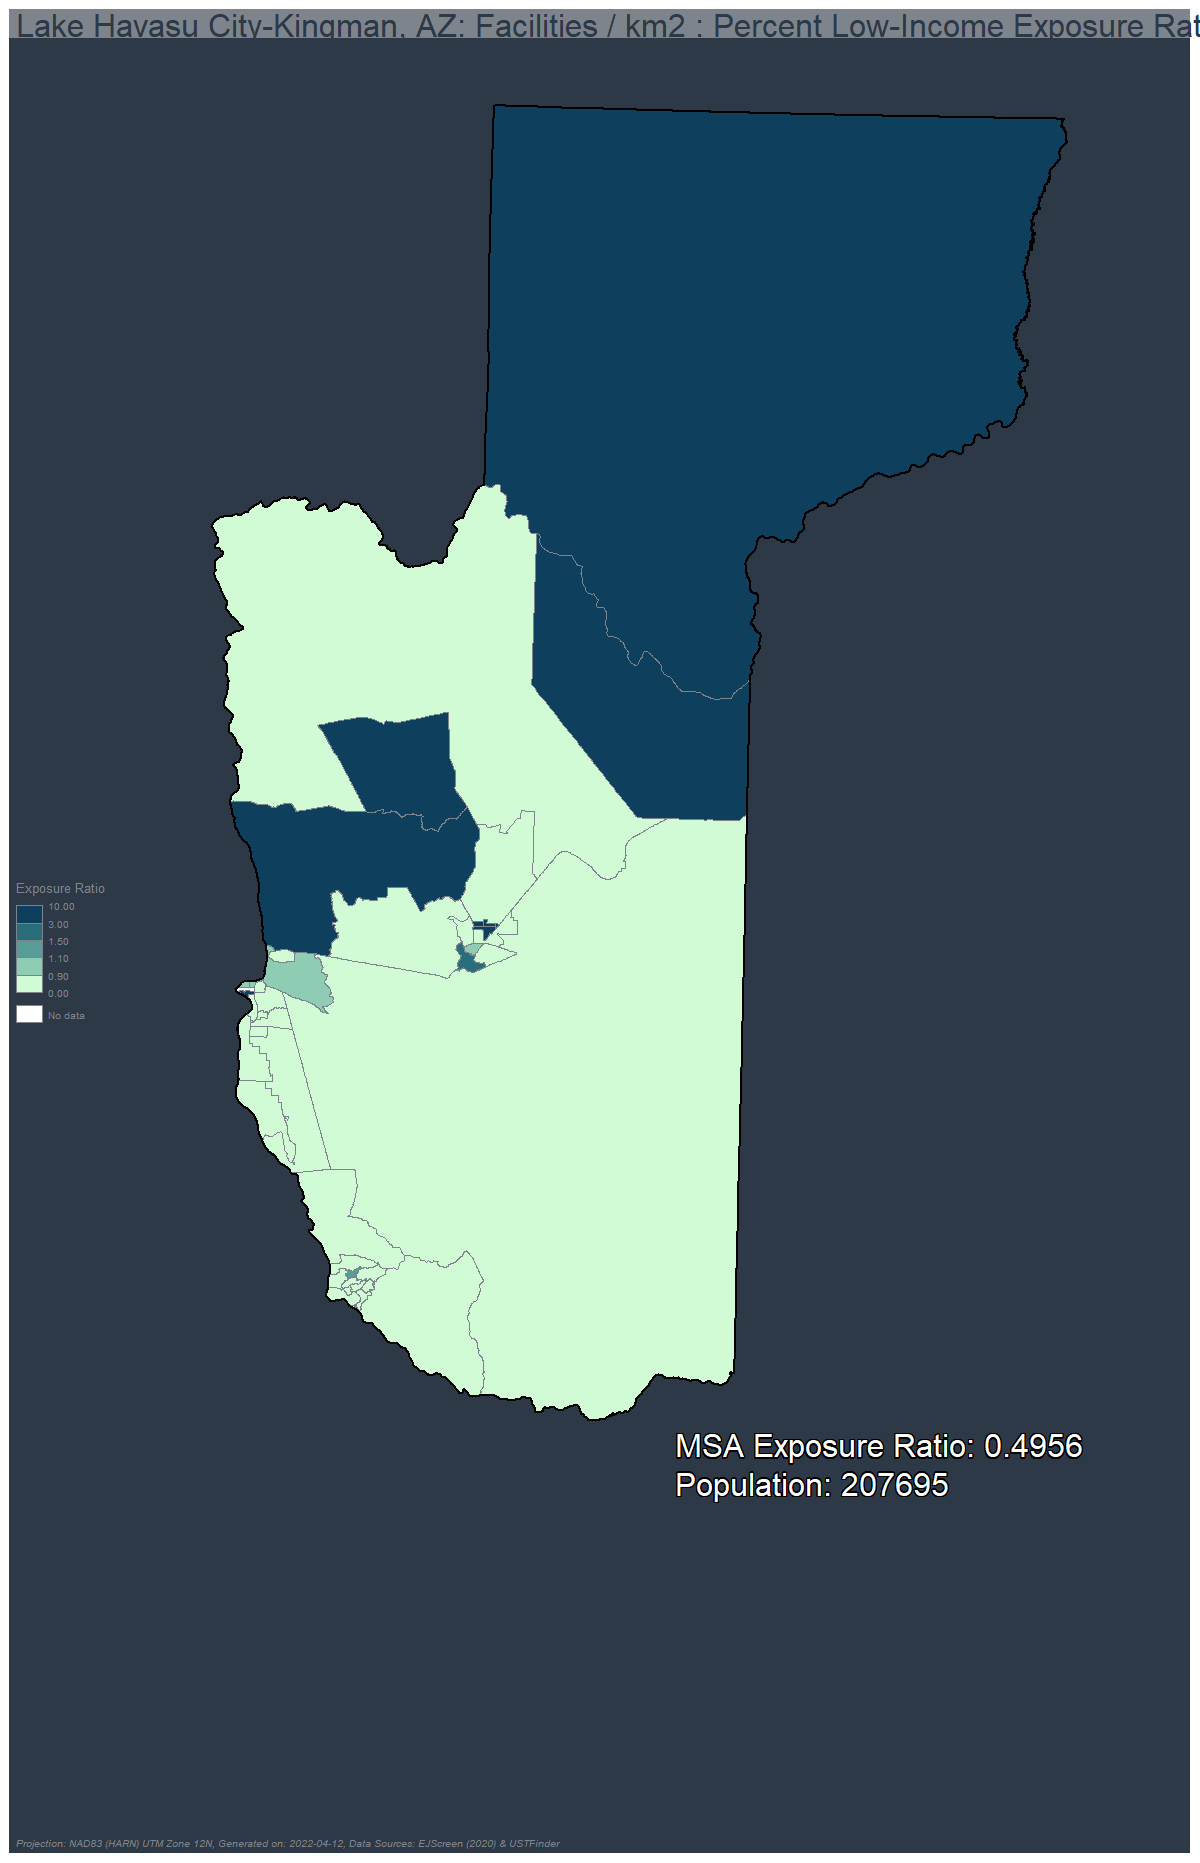 Lake Havasu City-Kingman, AZ: Facilities / km2 : Percent Low-Income Exposure Rat
Exposure Ratio
10.00
3.00
1.50
1.10
0.90
0.00
No data
MSA Exposure Ratio: 0.4956
Population: 207695
Projection: NAD83 (HARN) UTM Zone 12N, Generated on: 2022-04-12, Data Sources: EJScreen (2020) & USTFinder